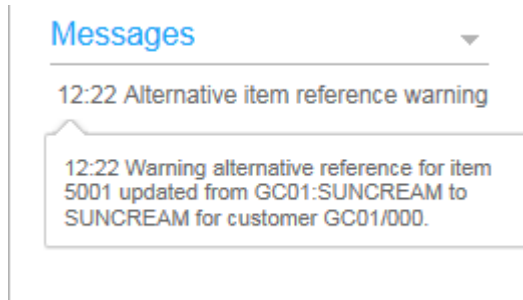 Messages
12:22 Alternative item reference warning
12:22 Warning alternative reference for item
5001 updated from GC01:SUNCREAM to
SUNCREAM for customer GC01/000.